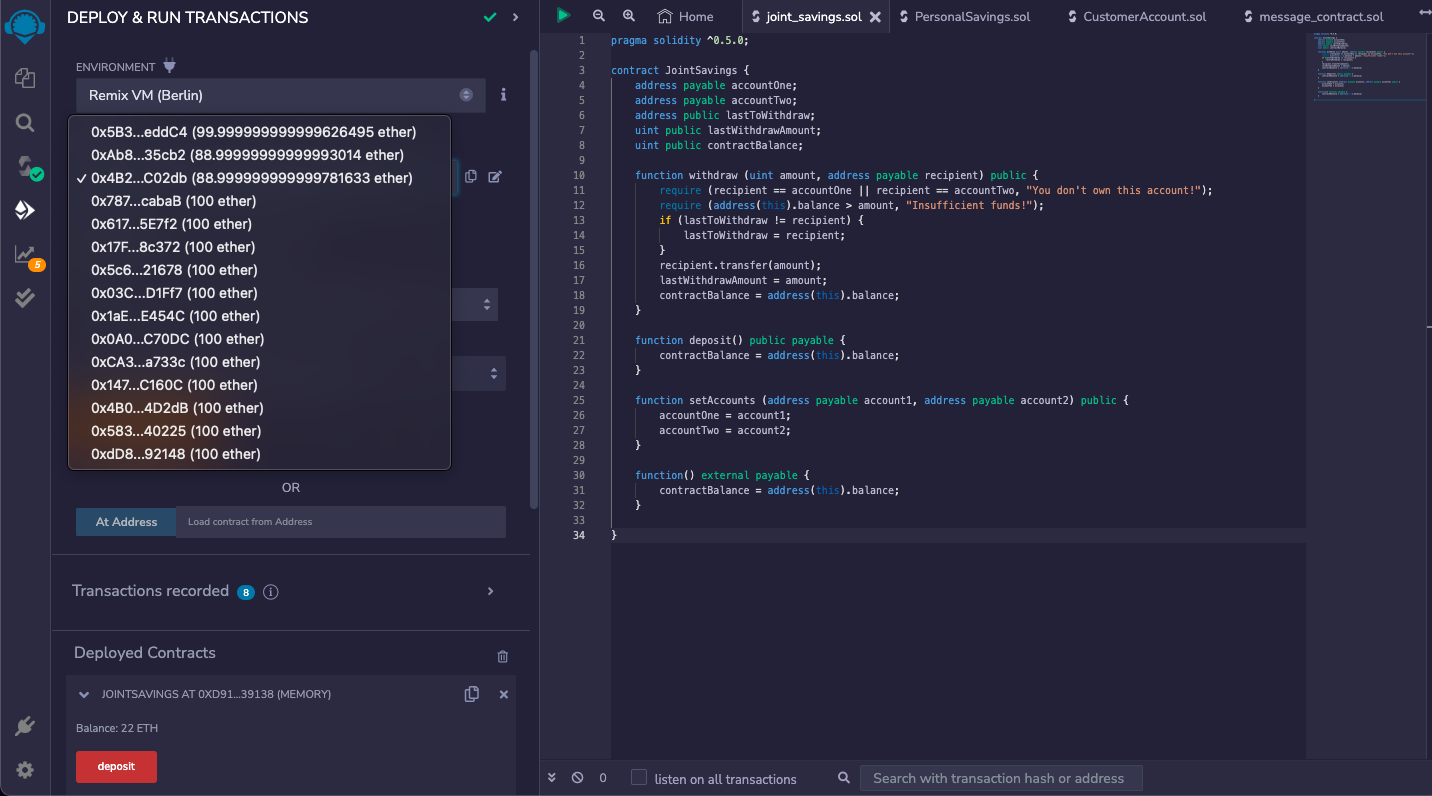 DEPLOY & RUN TRANSACTIONS
ENVIRONMENT
Remix VM (Berlin)
0x5B3...eddC4 (99.999999999999626495 ether)
0xAb8...35cb2 (88.99999999999993014 ether)
✓ 0x4B2...C02db (88.999999999999781633 ether)
0x787...cabaB (100 ether)
0x617...5E7f2 (100 ether)
0x17F...8c372 (100 ether)
0x5c6...21678 (100 ether)
0x03C...D1Ff7 (100 ether)
0x1aE...E454C (100 ether)
0x0A0...C70DC (100 ether)
0xCA3...a733c (100 ether)
0x147...C160C (100 ether)
0x4B0...4D2dB (100 ether)
0x583...40225 (100 ether)
0xdD8...92148 (100 ether)
OR
At Address
Load contract from Address
Transactions recorded 8
Deployed Contracts
JOINTSAVINGS AT 0XD91...39138 (MEMORY)
Balance: 22 ETH
deposit
5
Home
joint_savings.sol
PersonalSavings.sol
CustomerAccount.sol
message_contract.sol
1 pragma solidity ^0.5.0;
2
3 contract JointSavings {
4 address payable accountOne;
5 address payable accountTwo;
6 address public lastToWithdraw;
7 uint public lastWithdrawAmount;
8 uint public contractBalance;
9
10 function withdraw (uint amount, address payable recipient) public {
11 require (recipient == accountOne || recipient == accountTwo, "You don't own this account!");
12 require (address(this).balance > amount, "Insufficient funds!");
13 if (lastToWithdraw != recipient) {
14 lastToWithdraw = recipient;
15 }
16 recipient.transfer(amount);
17 lastWithdrawAmount = amount;
18 contractBalance = address(this).balance;
19 }
20
21 function deposit() public payable {
22 contractBalance = address(this).balance;
23 }
24
25 function setAccounts (address payable account1, address payable account2) public {
26 accountOne = account1;
27 accountTwo = account2;
28 }
29
30 function() external payable {
31 contractBalance = address(this).balance;
32 }
33
34 }
0
listen on all transactions
Search with transaction hash or address